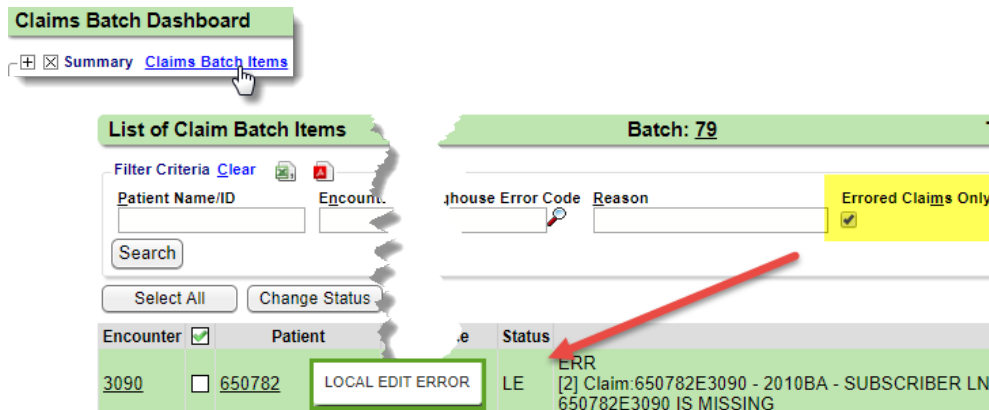 Claims Batch Dashboard
Summary Claims Batch Items
List of Claim Batch Items Batch: 79
Filter Criteria Clear
Patient Name/ID Error Code Reason Errored Claims Only
Search
Select All Change Status
Encounter Patient Status
ERR
3090 650782 LOCAL EDIT ERROR LE [2] Claim:650782E3090 - 2010BA - SUBSCRIBER LN
650782E3090 IS MISSING